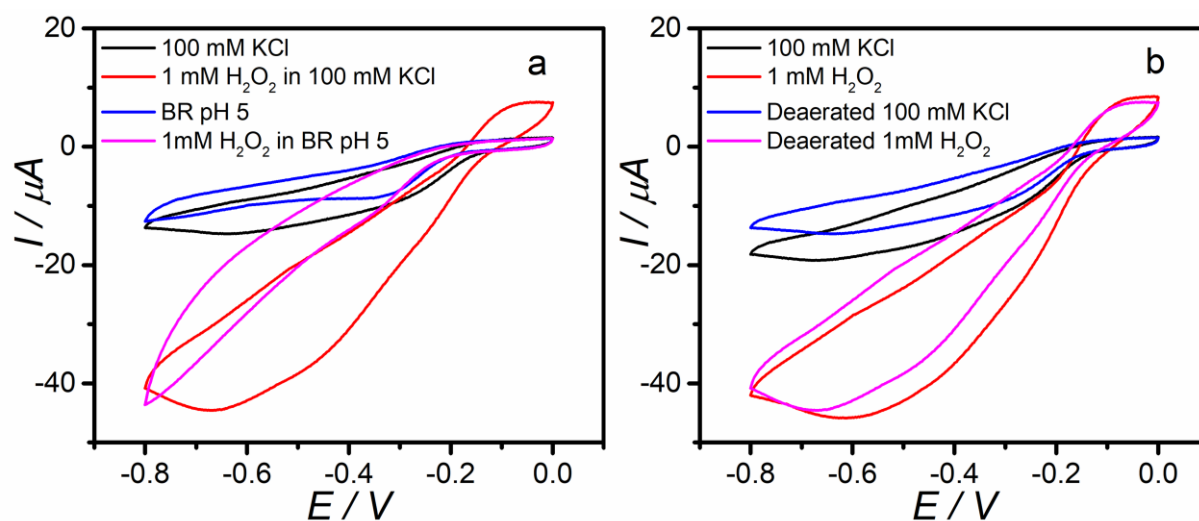 20
0
-20
-40
I / μA
100 mM KCl
1 mM H₂O₂ in 100 mM KCl
BR pH 5
1mM H₂O₂ in BR pH 5
a
-0.8 -0.6 -0.4 -0.2 0.0
E / V
20
0
-20
-40
I / μA
100 mM KCl
1 mM H₂O₂
Deaerated 100 mM KCl
Deaerated 1mM H₂O₂
b
-0.8 -0.6 -0.4 -0.2 0.0
E / V